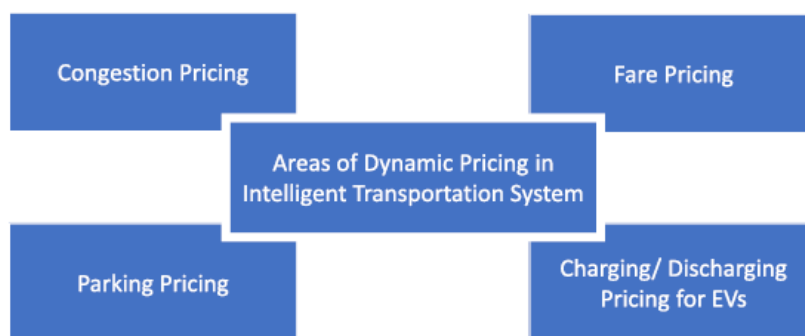 Congestion Pricing
Fare Pricing
Areas of Dynamic Pricing in
Intelligent Transportation System
Parking Pricing
Charging/ Discharging
Pricing for EVs